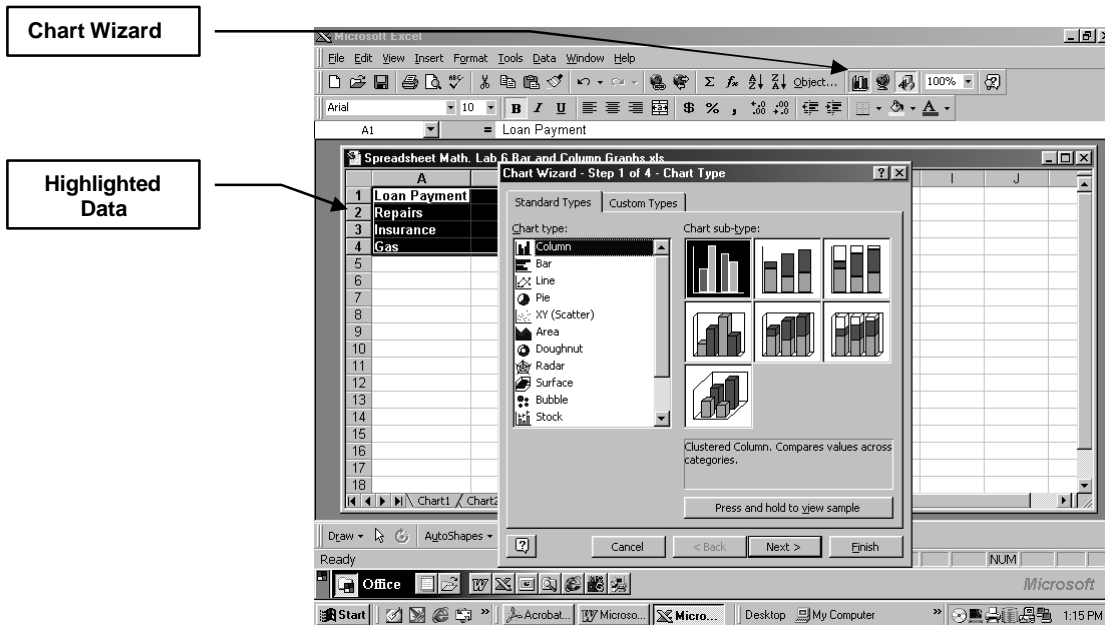 Chart Wizard
Highlighted
Data
Microsoft Excel
File Edit View Insert Format Tools Data Window Help
Object... 100%
Arial 10 B I U $ % ,
A1 = Loan Payment
Spreadsheet Math. Lab 6 Bar and Column Graphs.xls
A I J
1 Loan Payment
2 Repairs
3 Insurance
4 Gas
5
6
7
8
9
10
11
12
13
14
15
16
17
18
Chart1 Chart2
Chart Wizard - Step 1 of 4 - Chart Type
Standard Types Custom Types
Chart type:
Column
Bar
Line
Pie
XY (Scatter)
Area
Doughnut
Radar
Surface
Bubble
Stock
Chart sub-type:
Clustered Column. Compares values across
categories.
Press and hold to view sample
Cancel < Back Next > Finish
Draw AutoShapes
Ready NUM
Office Microsoft
Start Acrobat... Microso... Micro... Desktop My Computer 1:15 PM